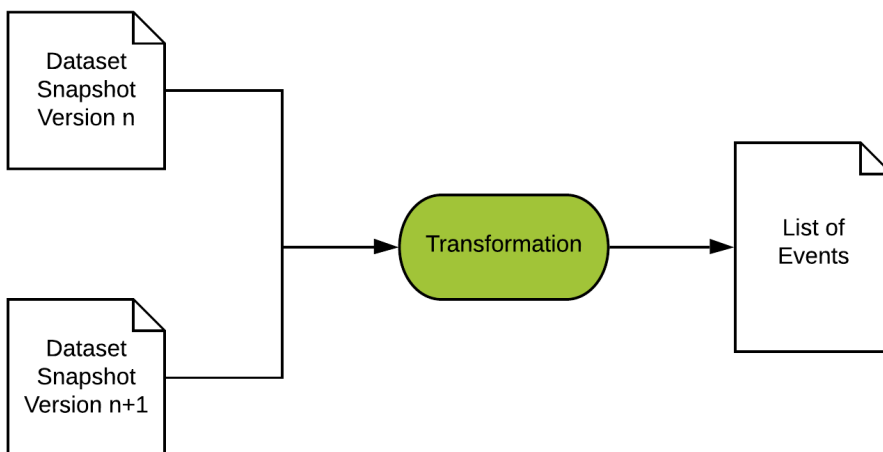 Dataset
Snapshot
Version n
Transformation
List of
Events
Dataset
Snapshot
Version n+1